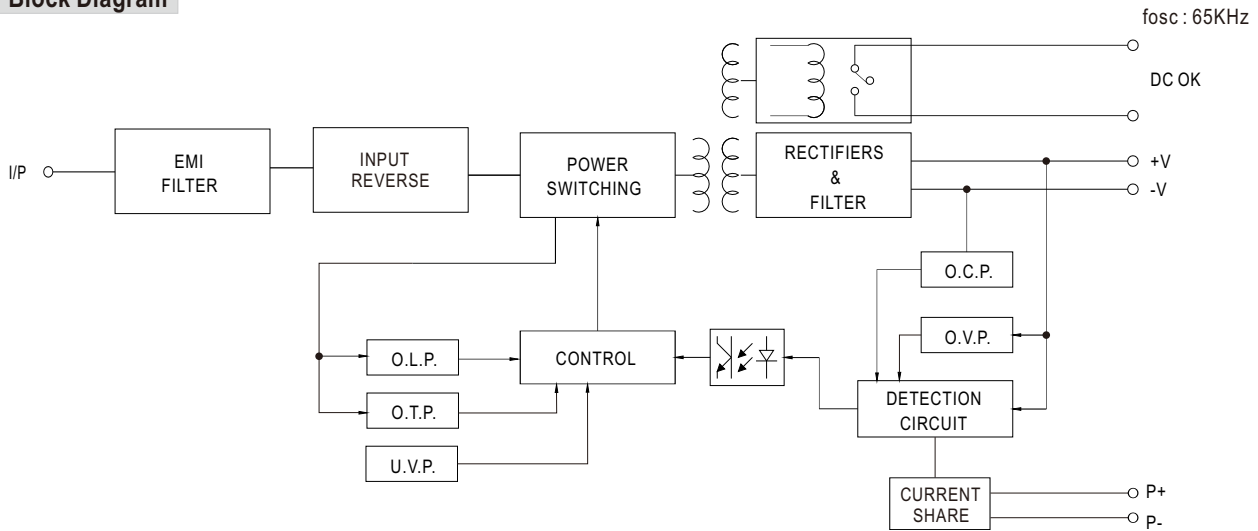 Block Diagram
fosc : 65KHz
DC OK
I/P
EMI
FILTER
INPUT
REVERSE
POWER
SWITCHING
RECTIFIERS
&
FILTER
+V
-V
O.C.P.
O.V.P.
O.L.P.
CONTROL
O.T.P.
DETECTION
CIRCUIT
U.V.P.
CURRENT
SHARE
P+
P-